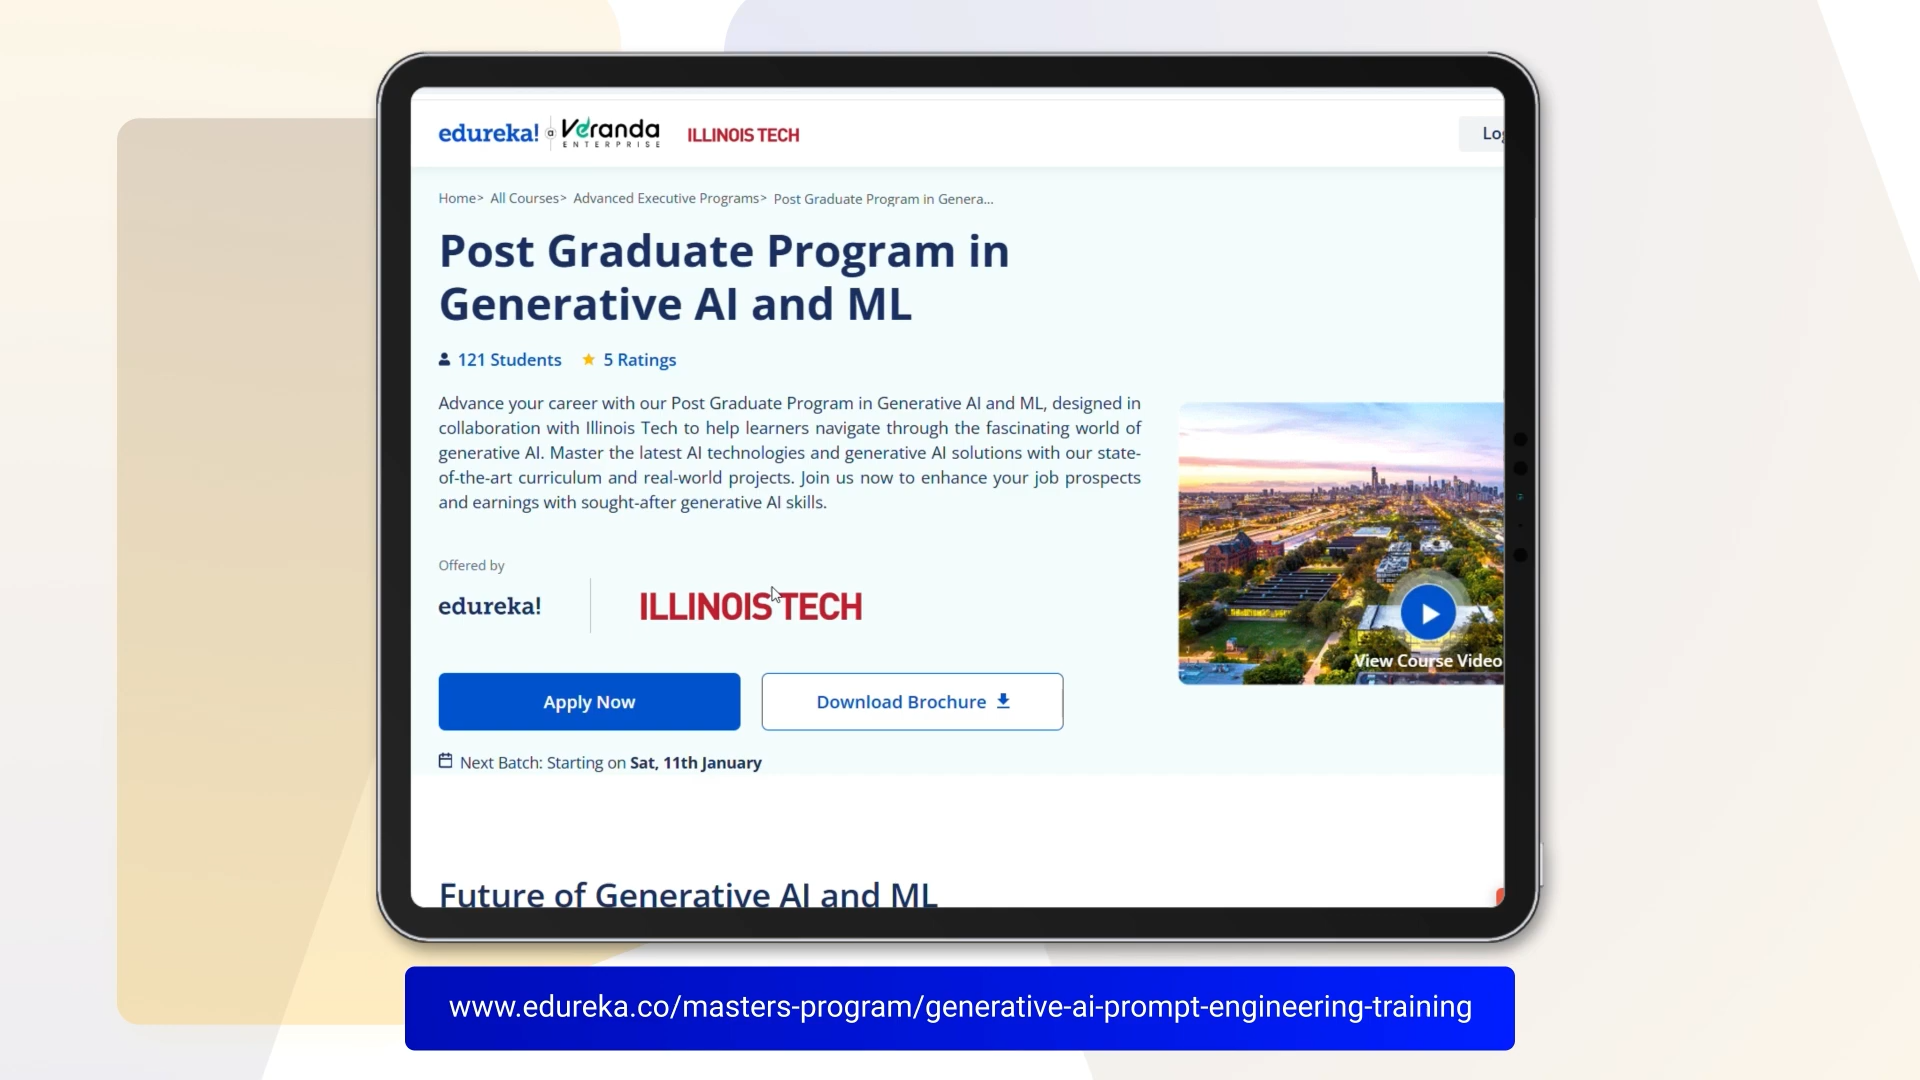 edureka! a Veranda ENTERPRISE ILLINOIS TECH
Home> All Courses> Advanced Executive Programs> Post Graduate Program in Genera...
Post Graduate Program in
Generative AI and ML
121 Students 5 Ratings
Advance your career with our Post Graduate Program in Generative AI and ML, designed in
collaboration with Illinois Tech to help learners navigate through the fascinating world of
generative AI. Master the latest AI technologies and generative AI solutions with our state-
of-the-art curriculum and real-world projects. Join us now to enhance your job prospects
and earnings with sought-after generative AI skills.
Offered by
edureka! ILLINOIS TECH
View Course Video
Apply Now Download Brochure
Next Batch: Starting on Sat, 11th January
Future of Generative AI and ML
www.edureka.co/masters-program/generative-ai-prompt-engineering-training